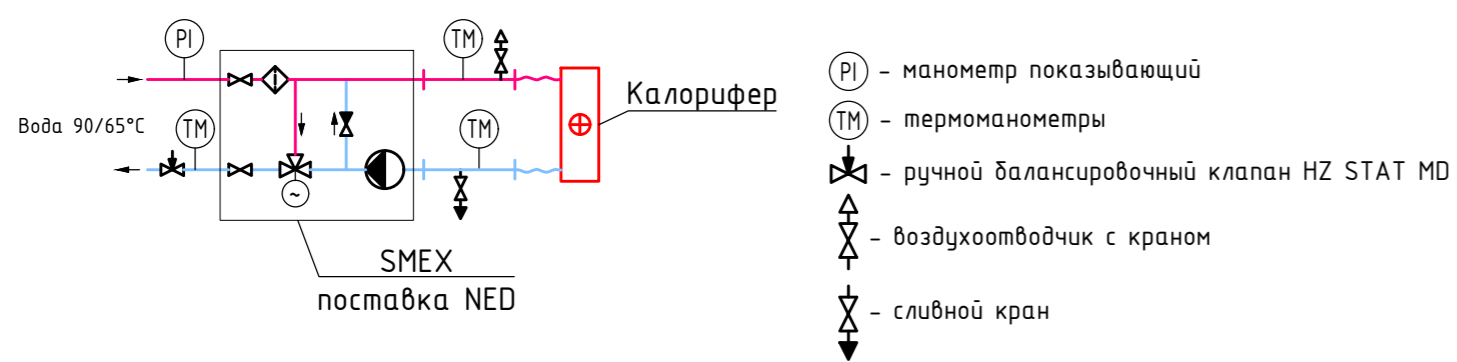 PI
TM
Калорифер
Вода 90/65°C
TM
TM
~
SMEX
поставка NED
PI - манометр показывающий
TM - термоманометры
- ручной балансировочный клапан HZ STAT MD
- воздухоотводчик с краном
- сливной кран